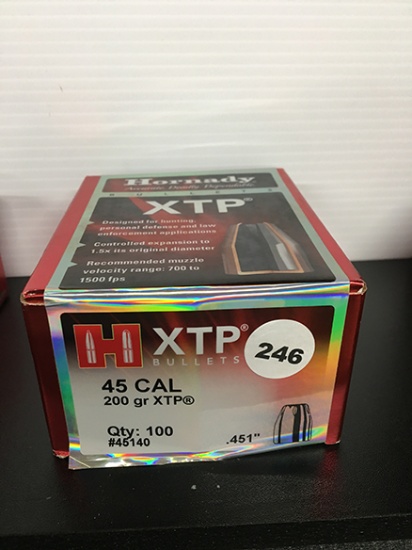 Hornady
Accurate. Deadly. Dependable.
BULLETS
XTP®
Designed for hunting,
personal defense and law
enforcement applications
Controlled expansion to
1.5x its original diameter
Recommended muzzle
velocity range: 700 to
1500 fps
H XTP®
BULLETS
246
45 CAL
200 gr XTP®
Qty: 100
#45140
.451"